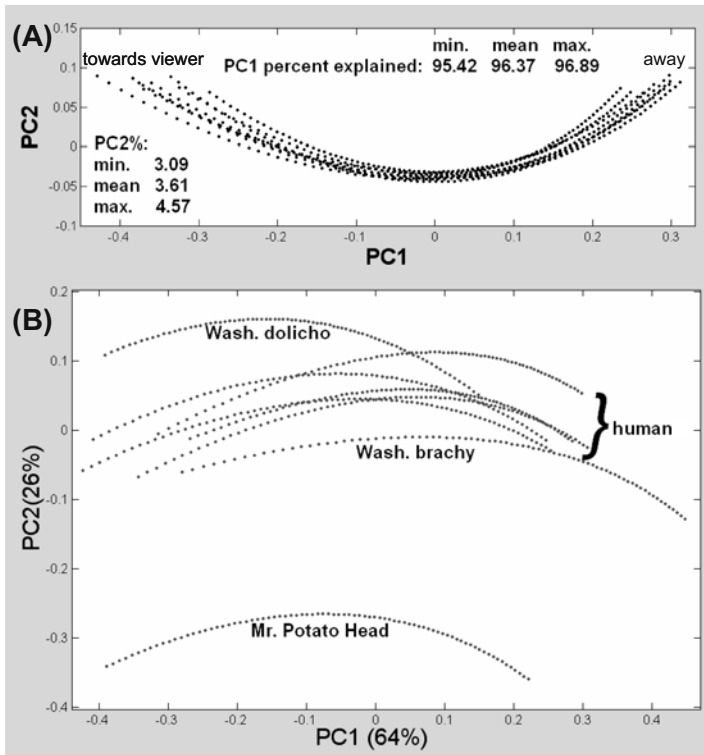 (A)
0.15
0.1
0.05
0
-0.05
-0.1
PC2
towards viewer
away
min. mean max.
PC1 percent explained: 95.42 96.37 96.89
PC2%:
min. 3.09
mean 3.61
max. 4.57
-0.4 -0.3 -0.2 -0.1 0 0.1 0.2 0.3
PC1
(B)
0.2
0.1
0
-0.1
-0.2
-0.3
-0.4
PC2(26%)
Wash. dolicho
human
Wash. brachy
Mr. Potato Head
-0.4 -0.3 -0.2 -0.1 0 0.1 0.2 0.3 0.4
PC1 (64%)